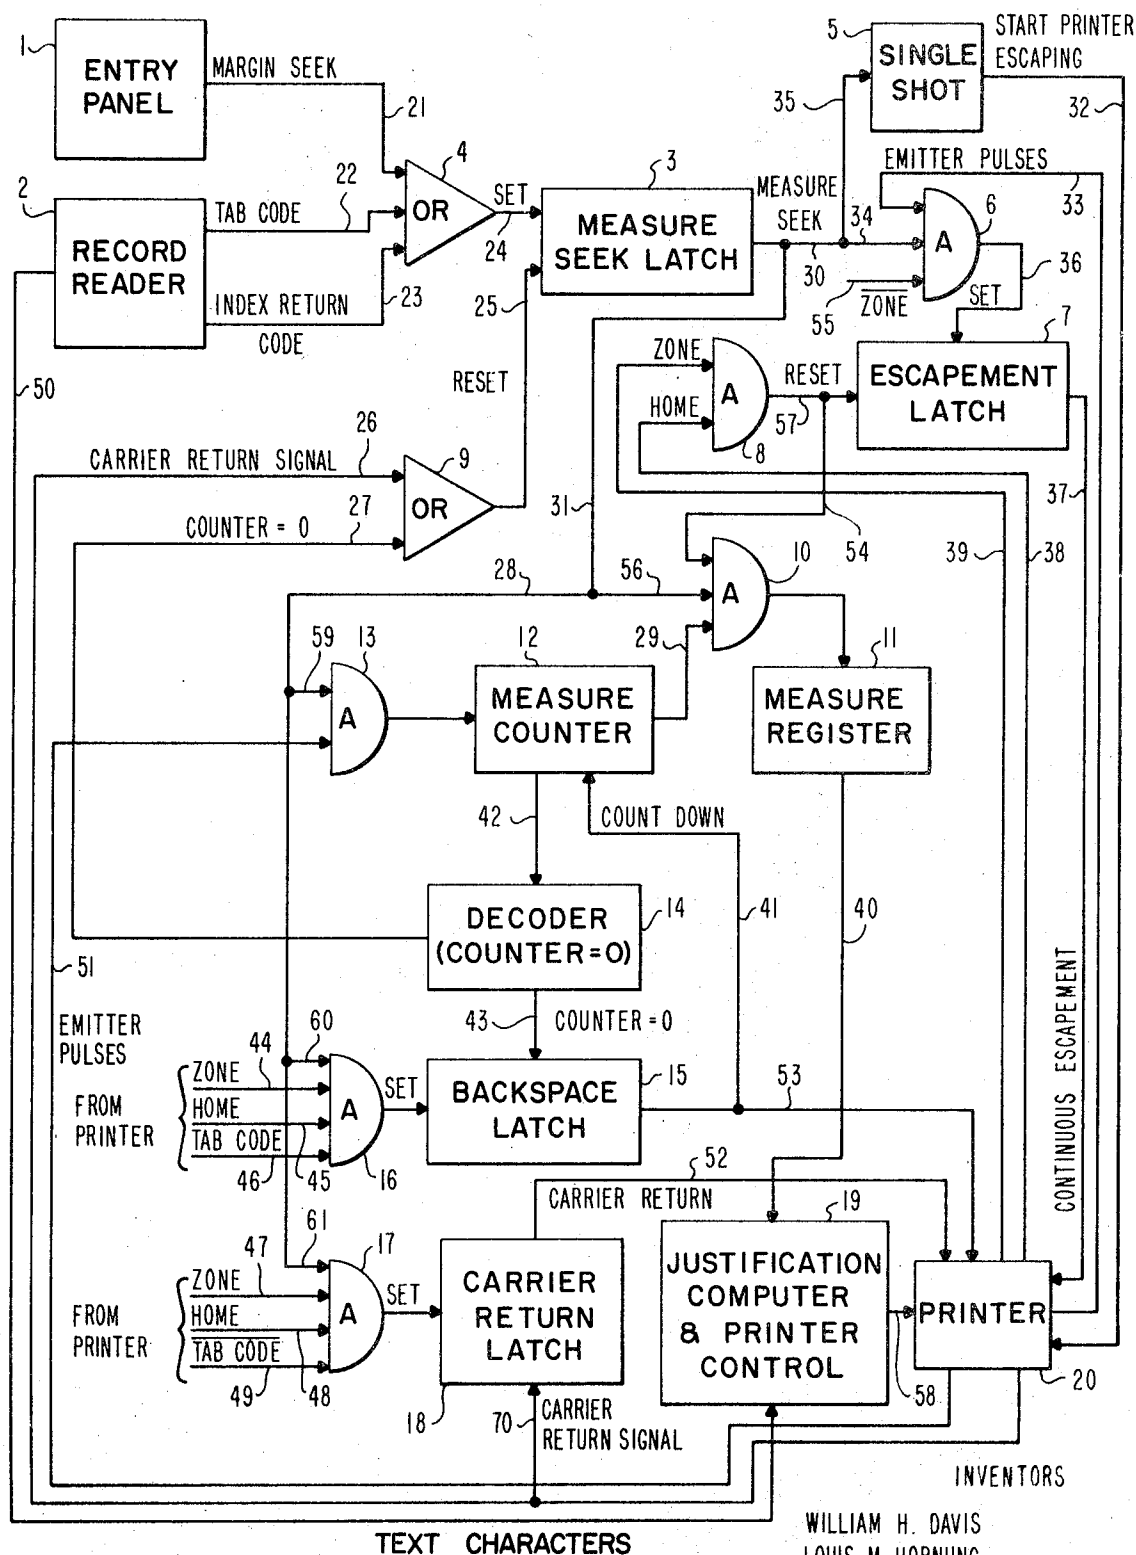 START PRINTER
ESCAPING
5
SINGLE
SHOT
32
35
1
ENTRY
PANEL
MARGIN SEEK
21
EMITTER PULSES
33
2
RECORD
READER
TAB CODE
22
INDEX RETURN
CODE
23
4
OR
SET
24
25
3
MEASURE
SEEK LATCH
MEASURE
SEEK
30
34
6
A
36
55
ZONE
SET
7
ESCAPEMENT
LATCH
50
RESET
ZONE
HOME
A
8
RESET
57
37
26
CARRIER RETURN SIGNAL
9
OR
27
COUNTER = 0
31
54
39
38
28
56
10
A
29
59
13
A
12
MEASURE
COUNTER
11
MEASURE
REGISTER
42
COUNT DOWN
41
40
14
DECODER
(COUNTER=0)
51
43
COUNTER=0
CONTINUOUS ESCAPEMENT
EMITTER
PULSES
44
60
FROM
PRINTER
ZONE
HOME
TAB CODE
46
45
A
16
SET
15
BACKSPACE
LATCH
53
52
CARRIER RETURN
61
47
17
FROM
PRINTER
ZONE
HOME
TAB CODE
49
48
A
SET
CARRIER
RETURN
LATCH
18
70
CARRIER
RETURN SIGNAL
19
JUSTIFICATION
COMPUTER
& PRINTER
CONTROL
58
PRINTER
20
INVENTORS
TEXT CHARACTERS
WILLIAM H. DAVIS
LOUIS M. HORNUNG